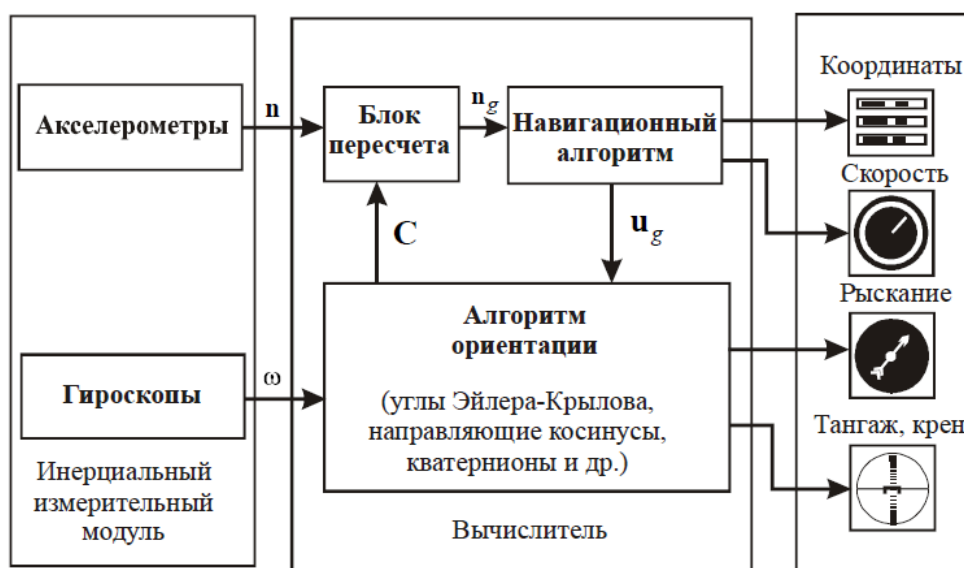 Акселерометры
n
Гироскопы
ω
Инерциальный
измерительный
модуль
Блок
пересчета
n_g
Навигационный
алгоритм
C
u_g
Алгоритм
ориентации
(углы Эйлера-Крылова,
направляющие косинусы,
кватернионы и др.)
Вычислитель
Координаты
Скорость
Рыскание
Тангаж, крен